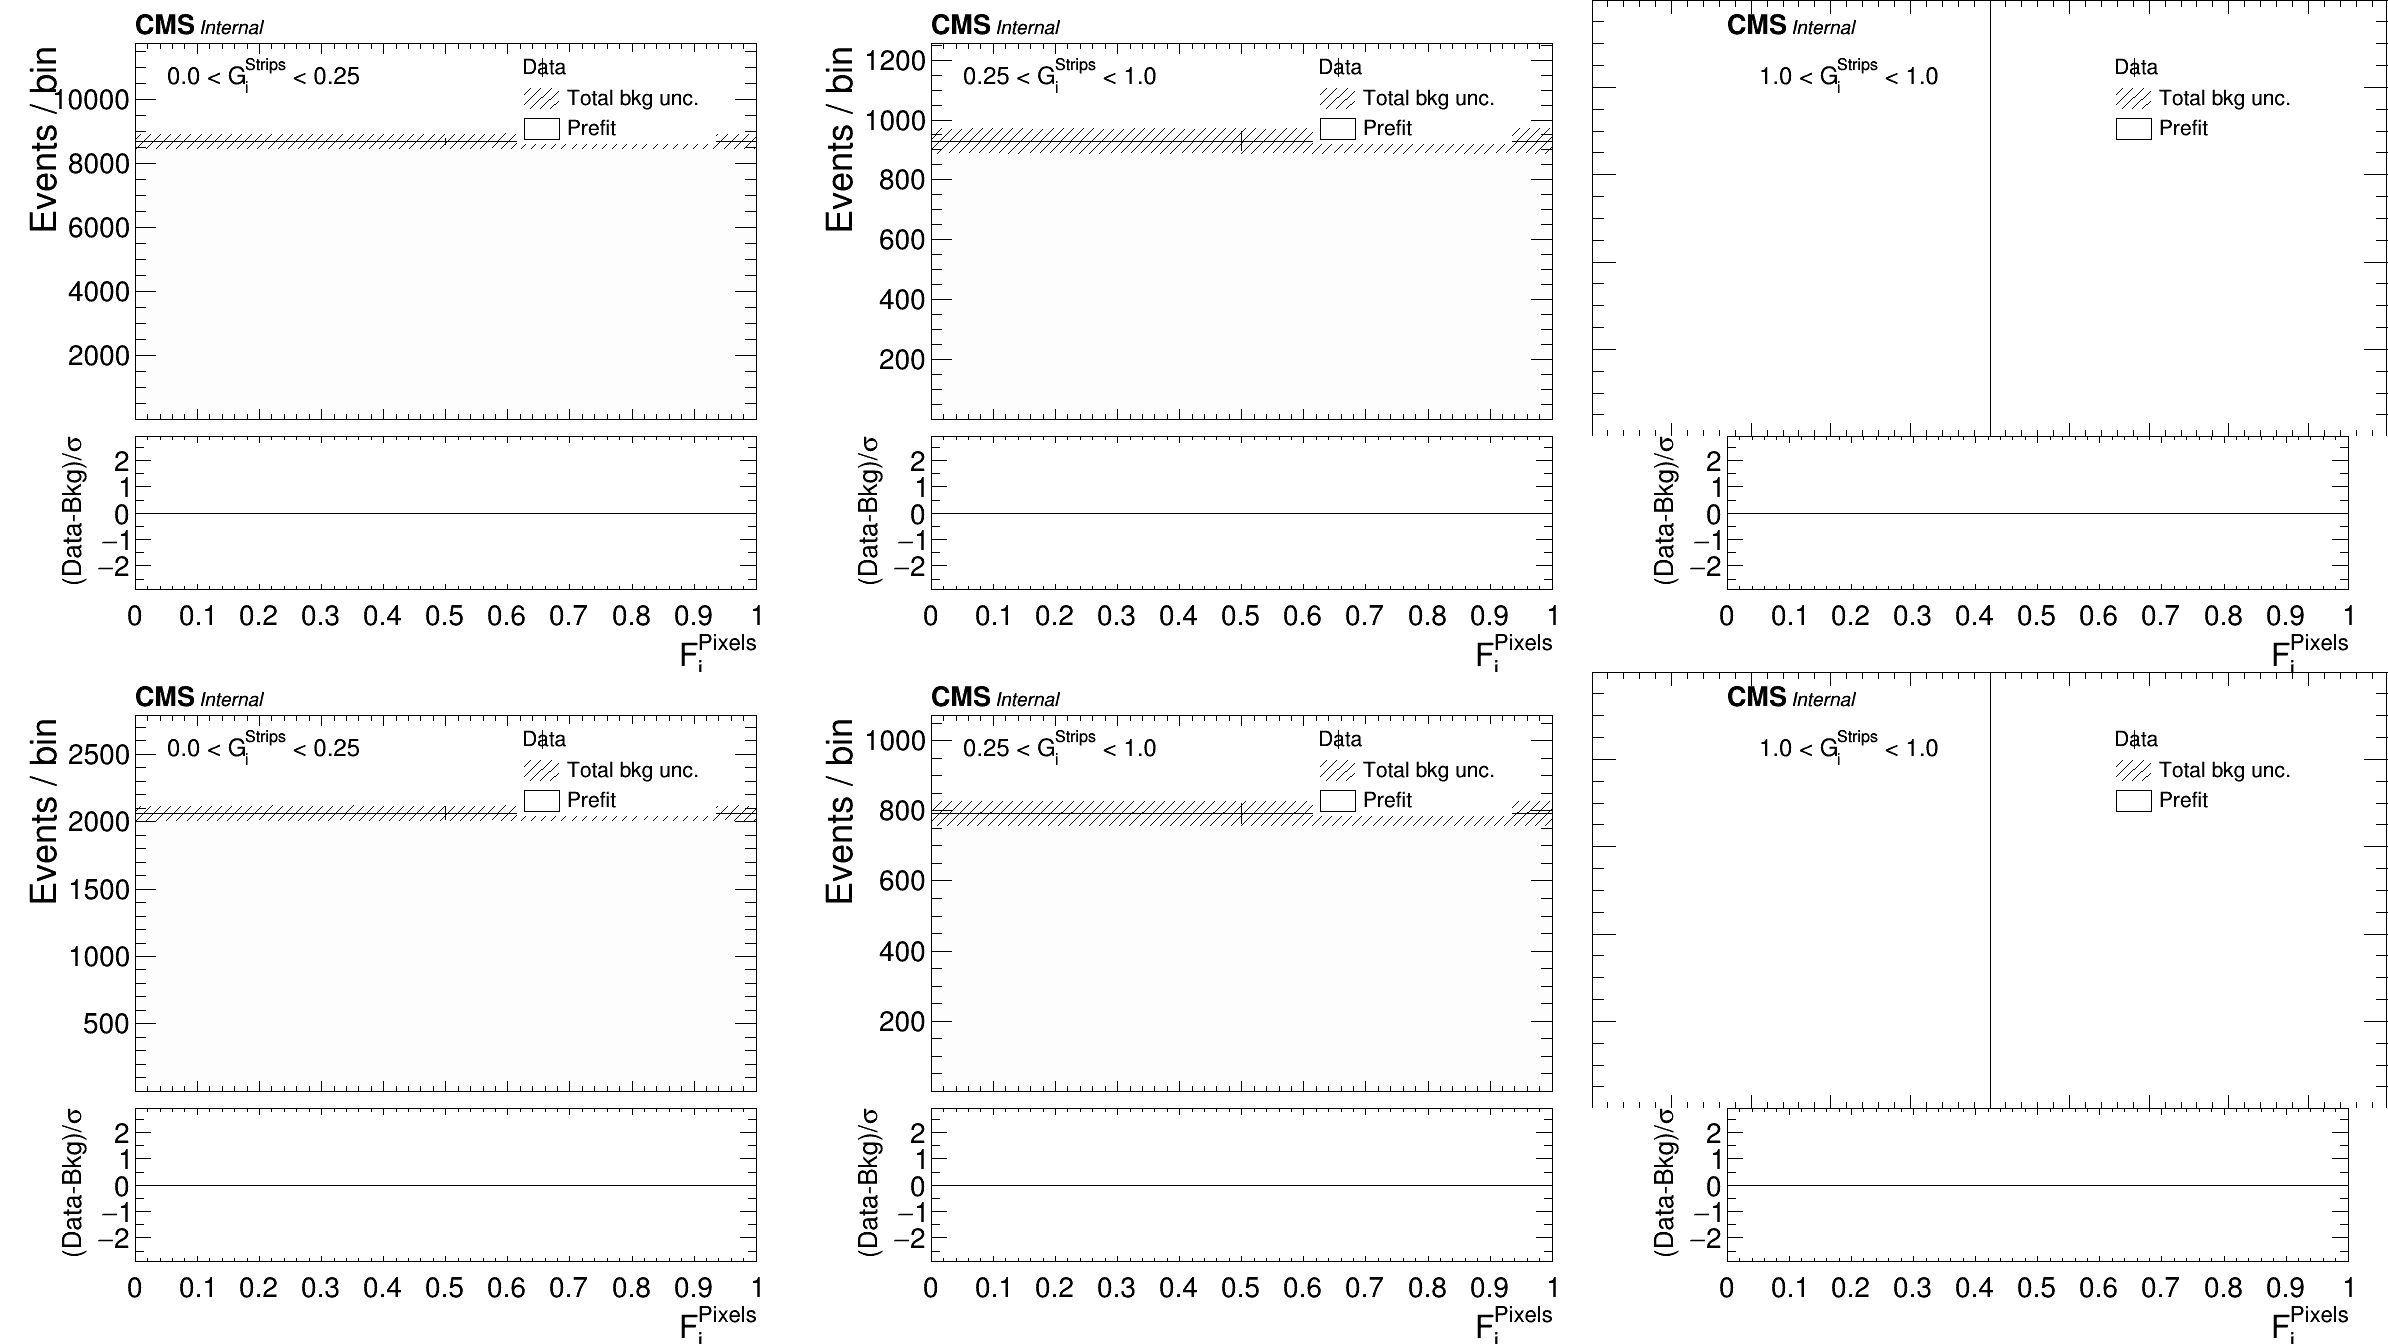 CMS Internal
Events / bin
10000
8000
6000
4000
2000
0.0 < G_i^Strips < 0.25
Data
Total bkg unc.
Prefit
(Data-Bkg)/σ
2
1
0
−1
−2
0 0.1 0.2 0.3 0.4 0.5 0.6 0.7 0.8 0.9 1
F_i^Pixels
CMS Internal
Events / bin
1200
1000
800
600
400
200
0.25 < G_i^Strips < 1.0
Data
Total bkg unc.
Prefit
(Data-Bkg)/σ
2
1
0
−1
−2
0 0.1 0.2 0.3 0.4 0.5 0.6 0.7 0.8 0.9 1
F_i^Pixels
CMS Internal
1.0 < G_i^Strips < 1.0
Data
Total bkg unc.
Prefit
(Data-Bkg)/σ
2
1
0
−1
−2
0 0.1 0.2 0.3 0.4 0.5 0.6 0.7 0.8 0.9 1
F_i^Pixels
CMS Internal
Events / bin
2500
2000
1500
1000
500
0.0 < G_i^Strips < 0.25
Data
Total bkg unc.
Prefit
(Data-Bkg)/σ
2
1
0
−1
−2
0 0.1 0.2 0.3 0.4 0.5 0.6 0.7 0.8 0.9 1
F_i^Pixels
CMS Internal
Events / bin
1000
800
600
400
200
0.25 < G_i^Strips < 1.0
Data
Total bkg unc.
Prefit
(Data-Bkg)/σ
2
1
0
−1
−2
0 0.1 0.2 0.3 0.4 0.5 0.6 0.7 0.8 0.9 1
F_i^Pixels
CMS Internal
1.0 < G_i^Strips < 1.0
Data
Total bkg unc.
Prefit
(Data-Bkg)/σ
2
1
0
−1
−2
0 0.1 0.2 0.3 0.4 0.5 0.6 0.7 0.8 0.9 1
F_i^Pixels